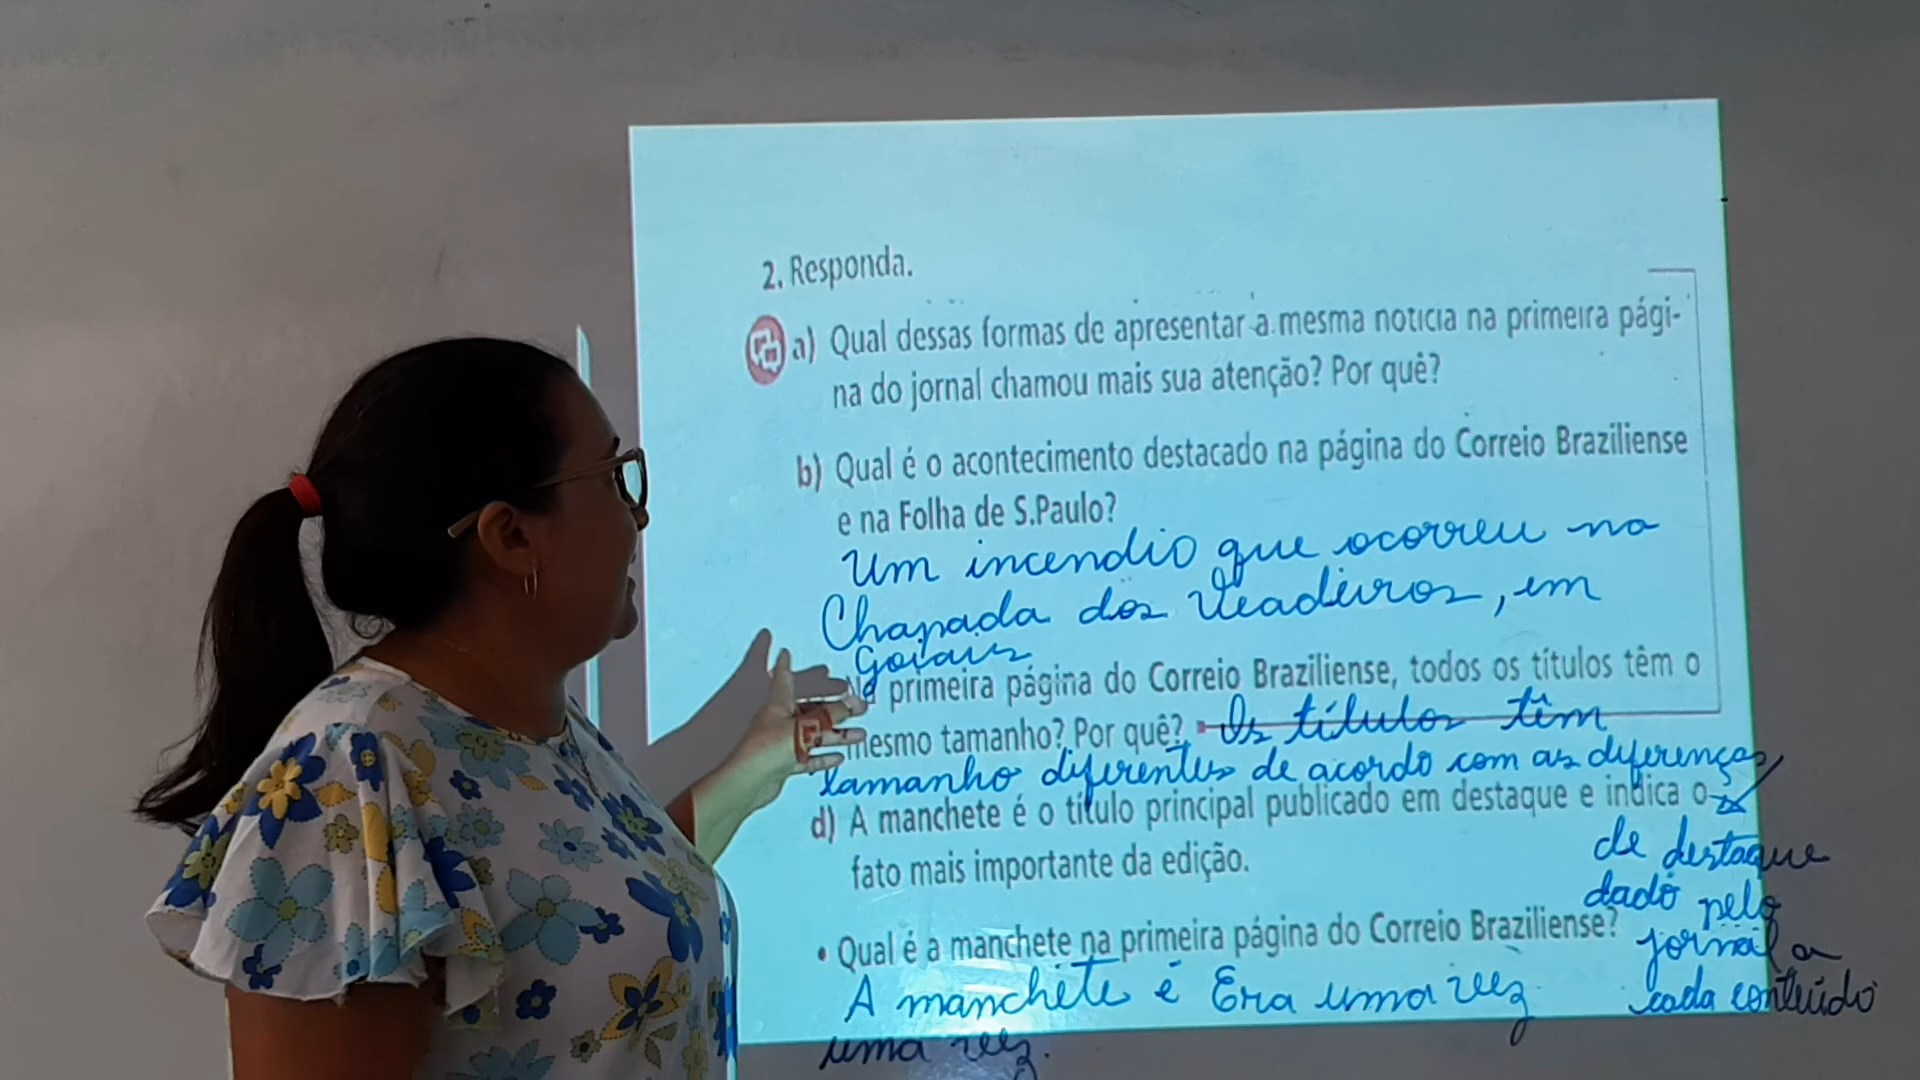 2. Responda.
a) Qual dessas formas de apresentar a mesma notícia na primeira pági-
na do jornal chamou mais sua atenção? Por quê?
b) Qual é o acontecimento destacado na página do Correio Braziliense
e na Folha de S.Paulo?
Um incendio que ocorreu na
Chapada dos Veadeiros, em
Goiais
Na primeira página do Correio Braziliense, todos os títulos têm o
mesmo tamanho? Por quê? Os títulos têm
tamanho diferentes de acordo com as diferenças
d) A manchete é o título principal publicado em destaque e indica o
fato mais importante da edição.
de destaque
dado pelo
jornal a
cada conteúdo
• Qual é a manchete na primeira página do Correio Braziliense?
A manchete é Era uma vez
uma vez.